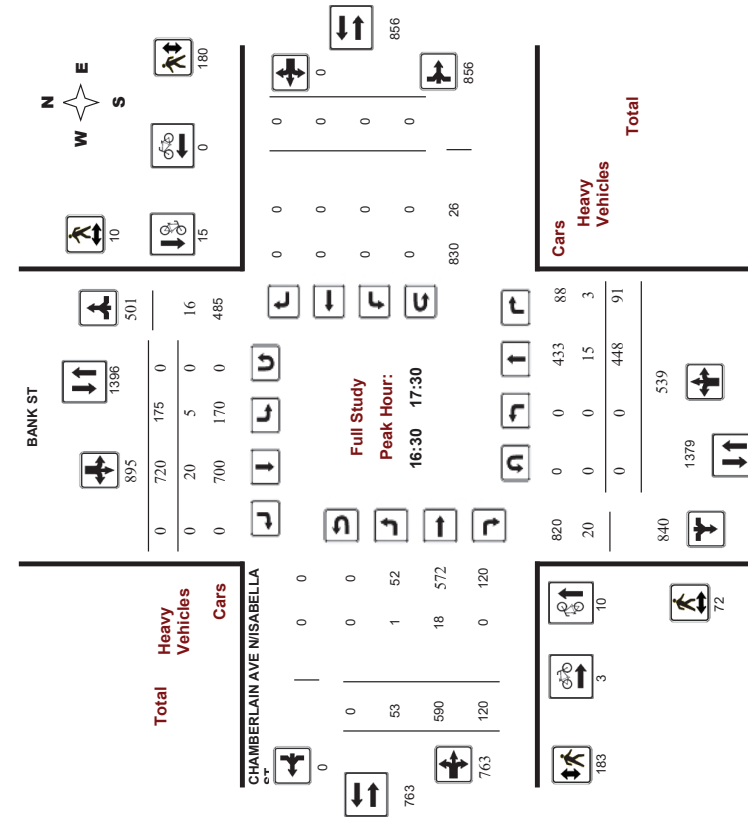 N
W E
S
10
180
15
0
BANK ST
895
1396
501
0 720 175 0
0 20 5 0 16
0 700 170 0 485
Total
Heavy
Vehicles
Cars
856
0
856
0 0 0
0 0 0
0 0 0
0 0 0
830 26
Full Study
Peak Hour:
16:30 17:30
CHAMBERLAIN AVE N/ISABELLA
ST
0 0
0
0 0 0
53 1 52
590 18 572
120 0 120
763
763
Cars
Heavy
Vehicles
Total
820 0 0 433 88
20 0 0 15 3
0 0 448 91
840
1379
539
183
3
10
72